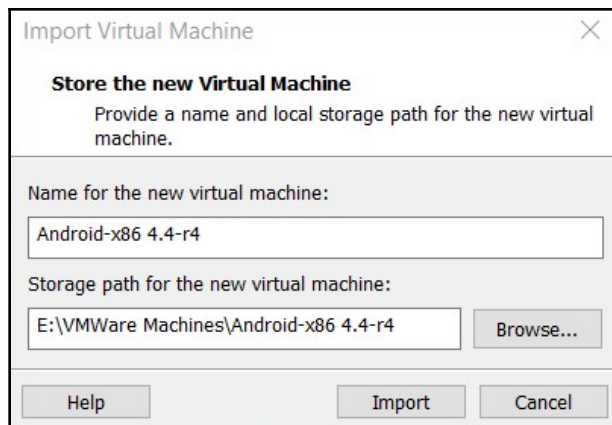 Import Virtual Machine
Store the new Virtual Machine
Provide a name and local storage path for the new virtual
machine.
Name for the new virtual machine:
Android-x86 4.4-r4
Storage path for the new virtual machine:
E:\VMWare Machines\Android-x86 4.4-r4
Browse...
Help
Import
Cancel